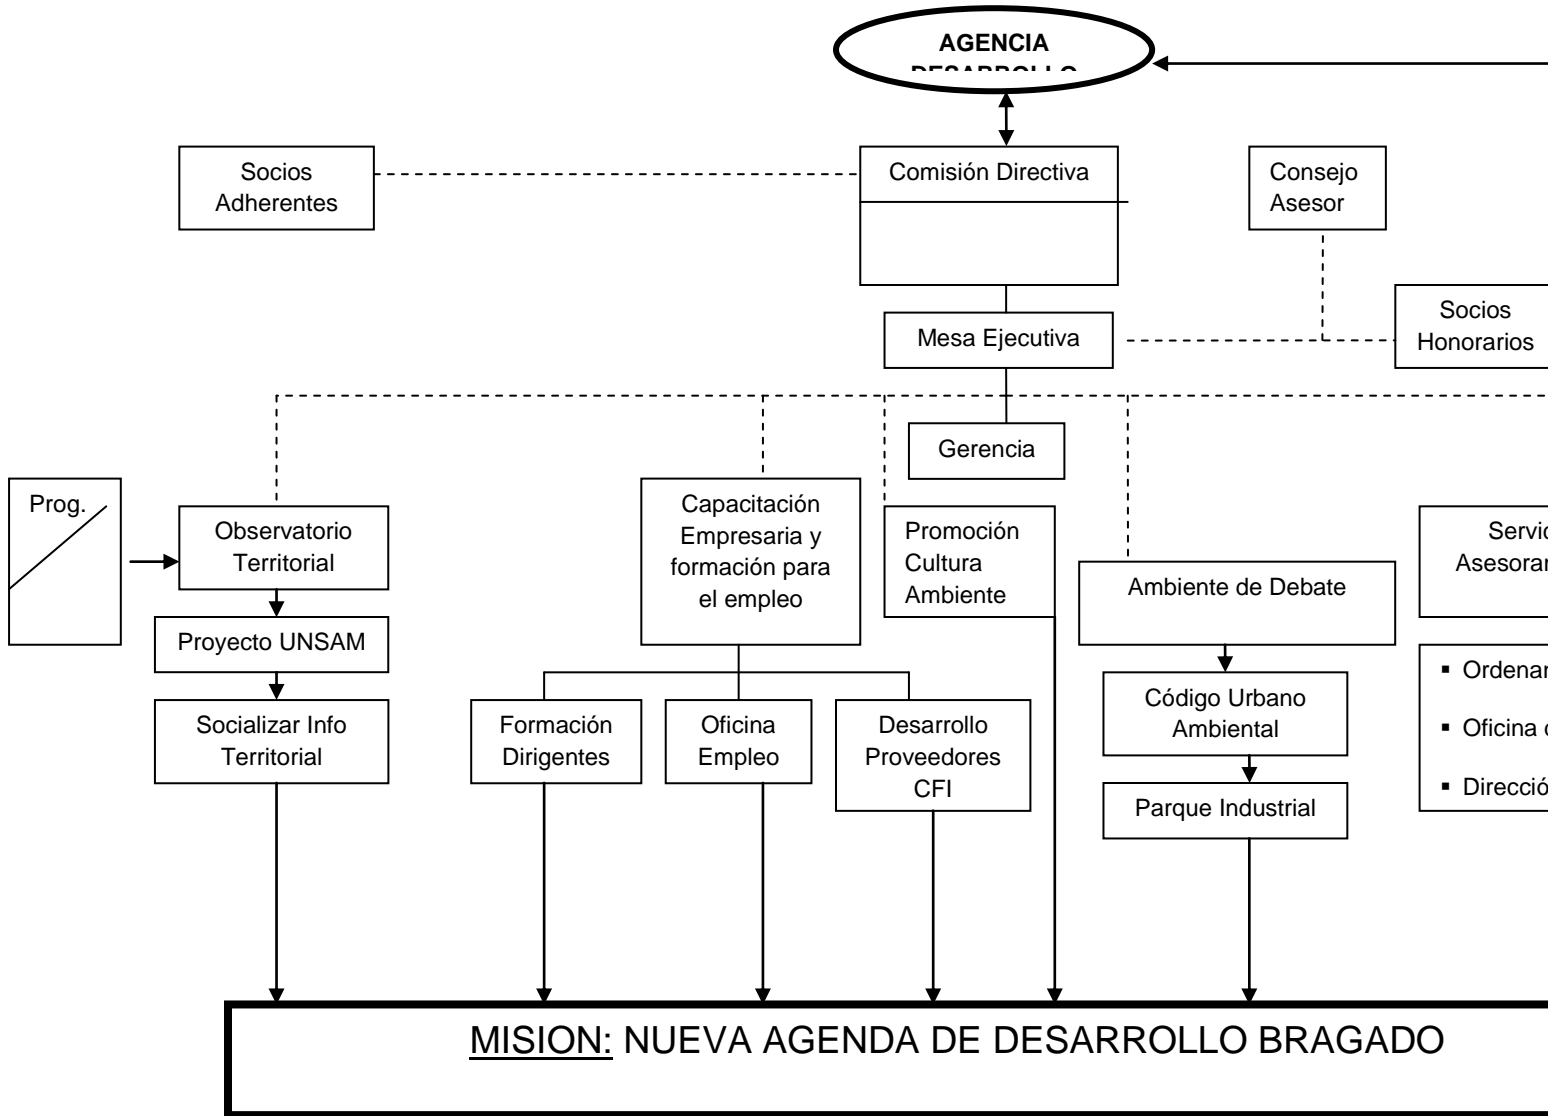 AGENCIA
DESARROLLO
Socios
Adherentes
Comisión Directiva
Consejo
Asesor
Mesa Ejecutiva
Socios
Honorarios
Gerencia
Prog.
Observatorio
Territorial
Proyecto UNSAM
Socializar Info
Territorial
Capacitación
Empresaria y
formación para
el empleo
Formación
Dirigentes
Oficina
Empleo
Desarrollo
Proveedores
CFI
Promoción
Cultura
Ambiente
Ambiente de Debate
Código Urbano
Ambiental
Parque Industrial
▪ Oficina
MISION: NUEVA AGENDA DE DESARROLLO BRAGADO